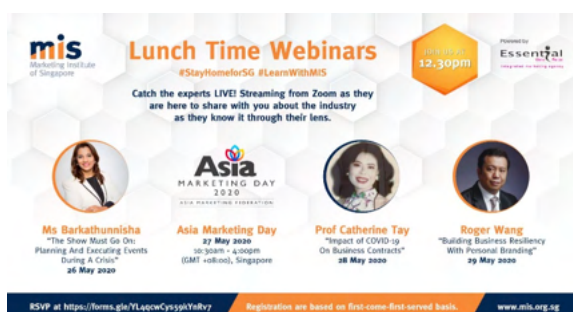 mis
Marketing Institute
of Singapore
Lunch Time Webinars
#StayHomeforSG #LearnWithMIS
JOIN US AT
12.30pm
Powered by
Essential
Catch the experts LIVE! Streaming from Zoom as they
are here to share with you about the industry
as they know it through their lens.
Asia
MARKETING DAY
2020
ASIA MARKETING FEDERATION
Ms Barkathunnisha
"The Show Must Go On:
Planning And Executing Events
During A Crisis"
26 May 2020
Asia Marketing Day
27 May 2020
10:30am - 4:00pm
(GMT +08:00), Singapore
Prof Catherine Tay
"Impact of COVID-19
On Business Contracts"
28 May 2020
Roger Wang
"Building Business Resiliency
With Personal Branding"
29 May 2020
RSVP at https://forms.gle/YL4qcwCys59kYnRv7
Registration are based on first-come-first-served basis.
www.mis.org.sg